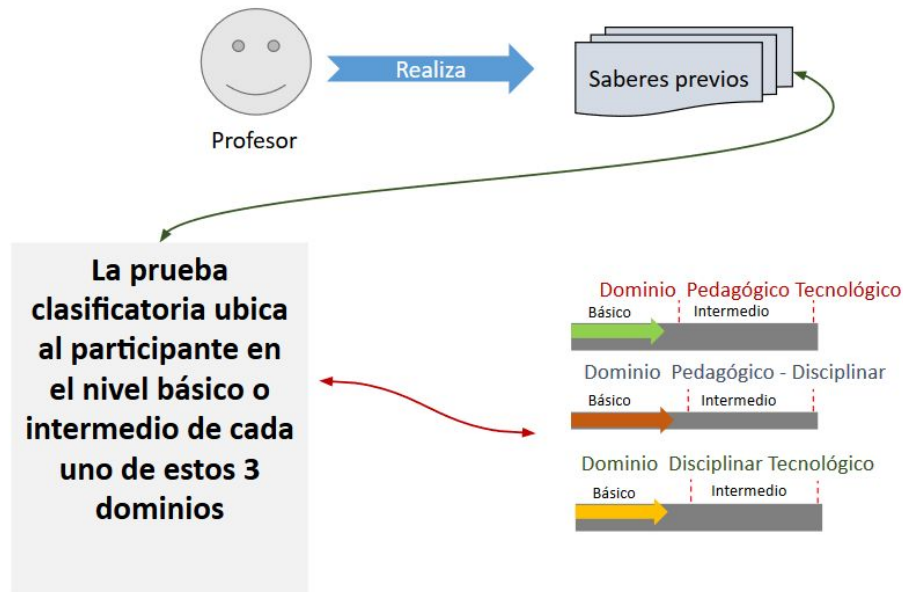 Realiza
Saberes previos
Profesor
La prueba
clasificatoria ubica
al participante en
el nivel básico o
intermedio de cada
uno de estos 3
dominios
Dominio Pedagógico Tecnológico
Básico Intermedio
Dominio Pedagógico - Disciplinar
Básico Intermedio
Dominio Disciplinar Tecnológico
Básico Intermedio